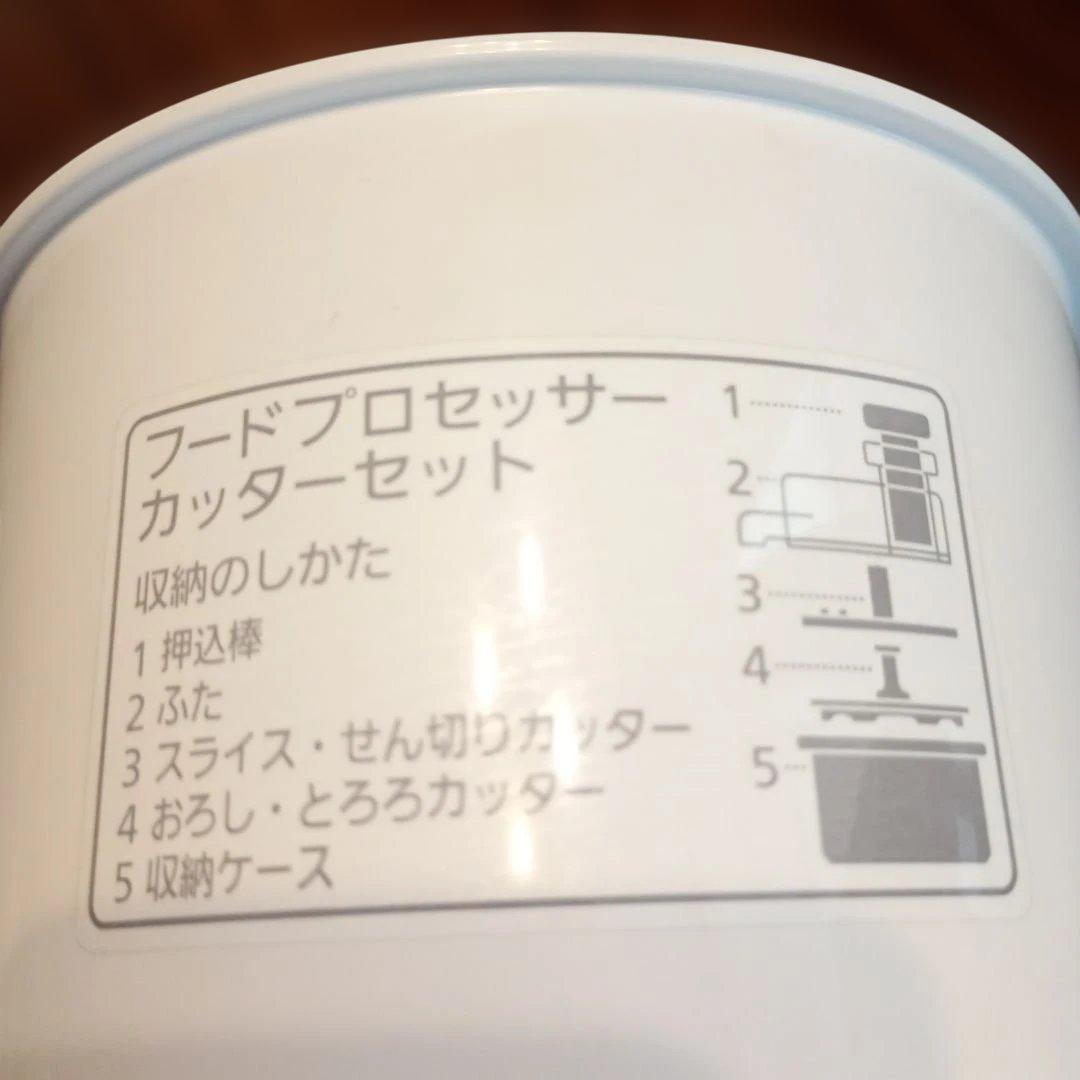 フードプロセッサー
カッターセット
収納のしかた
1 押込棒
2 ふた
3 スライス・せん切りカッター
4 おろし・とろろカッター
5 収納ケース
1
2
3
4
5